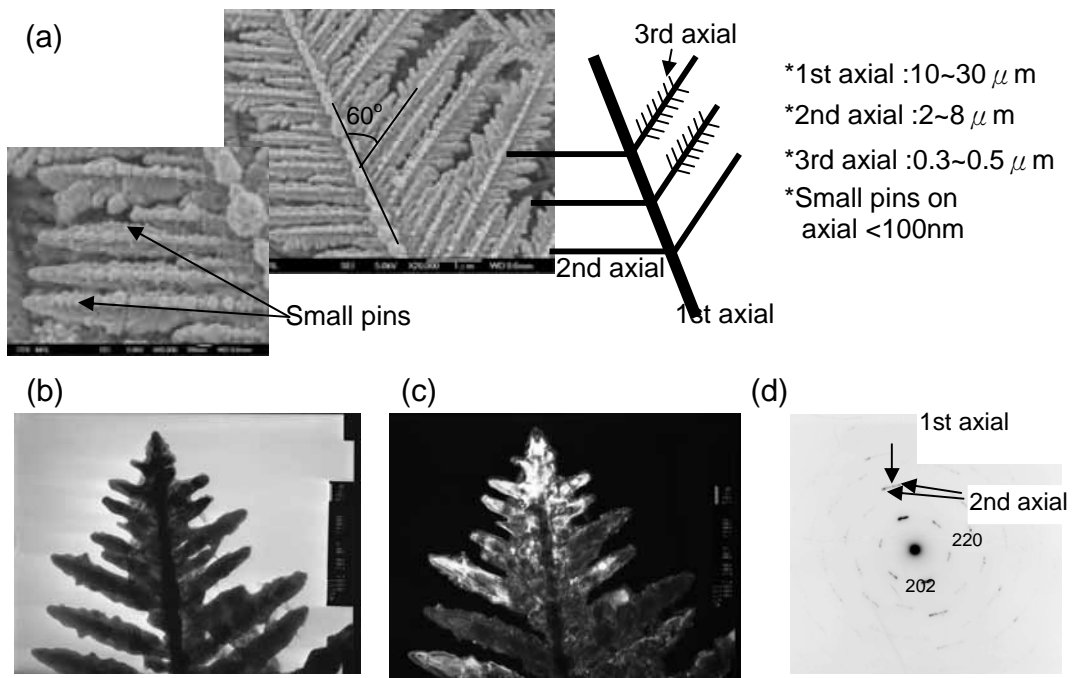 (a)
3rd axial
60°
*1st axial :10~30 μm
*2nd axial :2~8 μm
*3rd axial :0.3~0.5 μm
*Small pins on
axial <100nm
2nd axial
1st axial
Small pins
(b)
(c)
(d)
1st axial
2nd axial
220
202